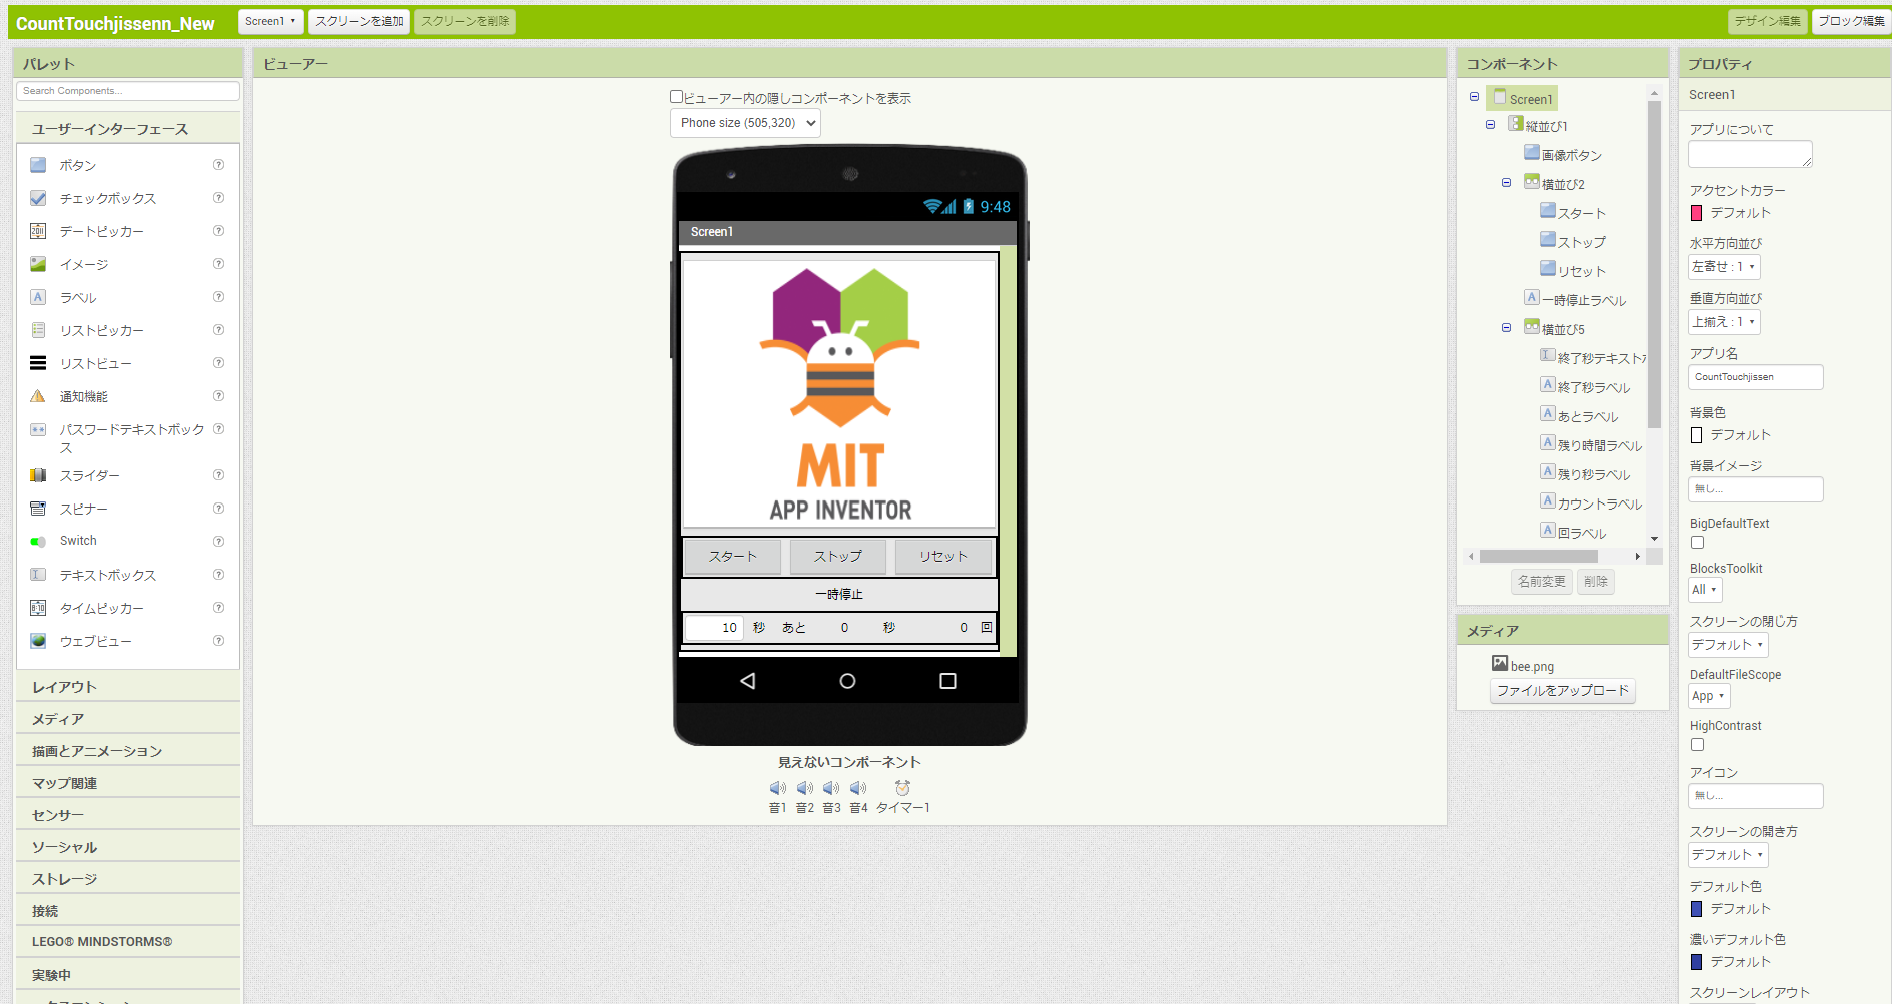 CountTouchjissenn_New
Screen1
スクリーンを追加
スクリーンを削除
デザイン編集
ブロック編集
パレット
Search Components...
ユーザーインターフェース
ボタン
チェックボックス
デートピッカー
イメージ
ラベル
リストピッカー
リストビュー
通知機能
パスワードテキストボック
ス
スライダー
スピナー
Switch
テキストボックス
タイムピッカー
ウェブビュー
レイアウト
メディア
描画とアニメーション
マップ関連
センサー
ソーシャル
ストレージ
接続
LEGO® MINDSTORMS®
実験中
ビューアー
ビューアー内の隠しコンポーネントを表示
Phone size (505,320)
9:48
Screen1
MIT
APP INVENTOR
スタート
ストップ
リセット
一時停止
10 秒 あと 0 秒 0 回
見えないコンポーネント
音1 音2 音3 音4 タイマー1
コンポーネント
Screen1
縦並び1
画像ボタン
横並び2
スタート
ストップ
リセット
一時停止ラベル
横並び5
終了秒テキスト
終了秒ラベル
あとラベル
残り時間ラベル
残り秒ラベル
カウントラベル
回ラベル
名前変更
削除
メディア
bee.png
ファイルをアップロード
プロパティ
Screen1
アプリについて
アクセントカラー
デフォルト
水平方向並び
左寄せ : 1
垂直方向並び
上揃え : 1
アプリ名
CountTouchjissen
背景色
デフォルト
背景イメージ
無し...
BigDefaultText
BlocksToolkit
All
スクリーンの閉じ方
デフォルト
DefaultFileScope
App
HighContrast
アイコン
無し...
スクリーンの開き方
デフォルト
デフォルト色
デフォルト
濃いデフォルト色
デフォルト
スクリーンレイアウト